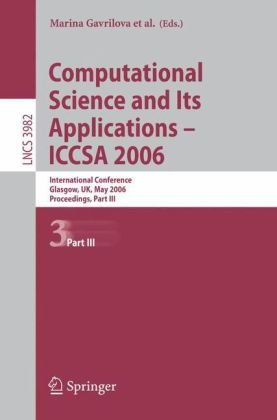 Marina Gavrilova et al. (Eds.)
LNCS 3982
Computational
Science and Its
Applications –
ICCSA 2006
International Conference
Glasgow, UK, May 2006
Proceedings, Part III
3 Part III
Springer